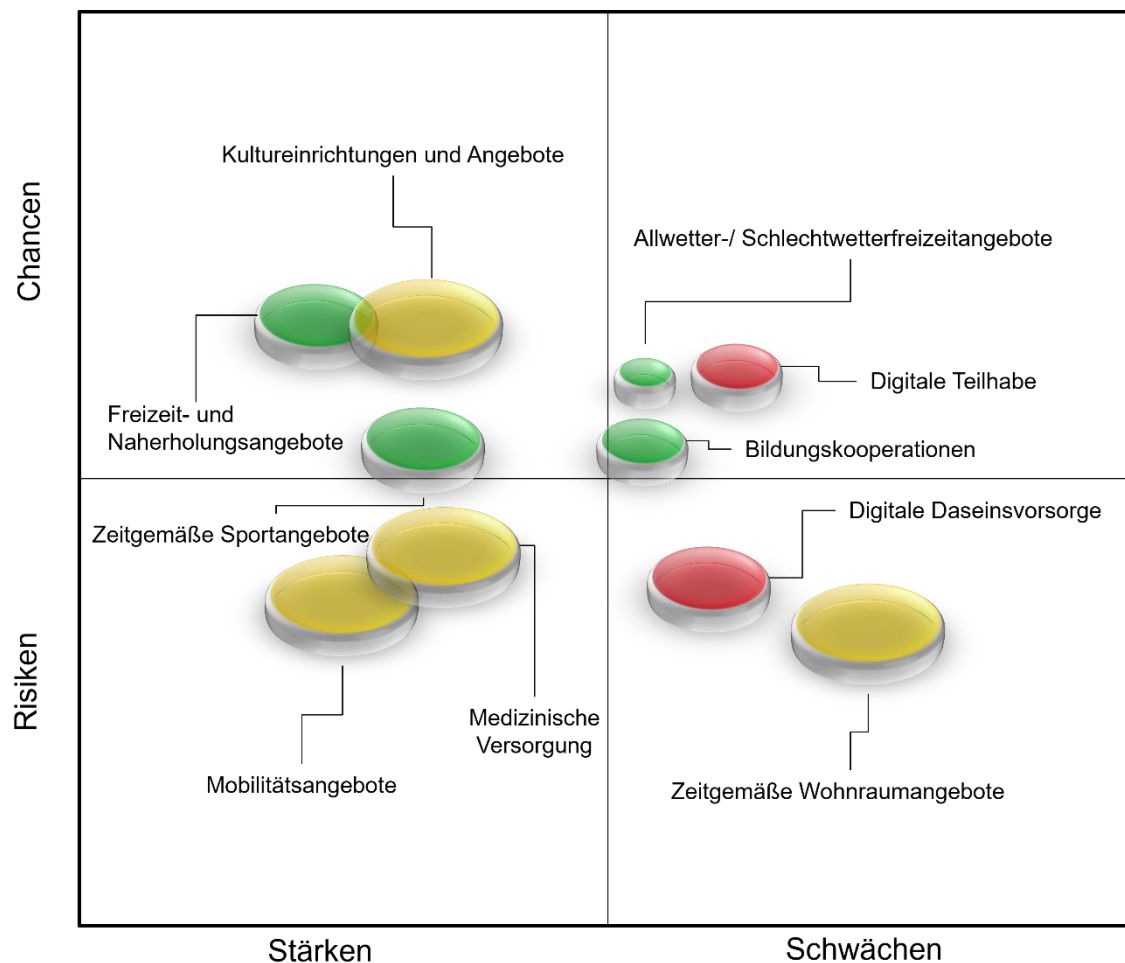 Chancen
Risiken
Kultureinrichtungen und Angebote
Allwetter-/ Schlechtwetterfreizeitangebote
Digitale Teilhabe
Freizeit- und
Naherholungsangebote
Bildungskooperationen
Digitale Daseinsvorsorge
Zeitgemäße Sportangebote
Medizinische
Versorgung
Mobilitätsangebote
Zeitgemäße Wohnraumangebote
Stärken
Schwächen